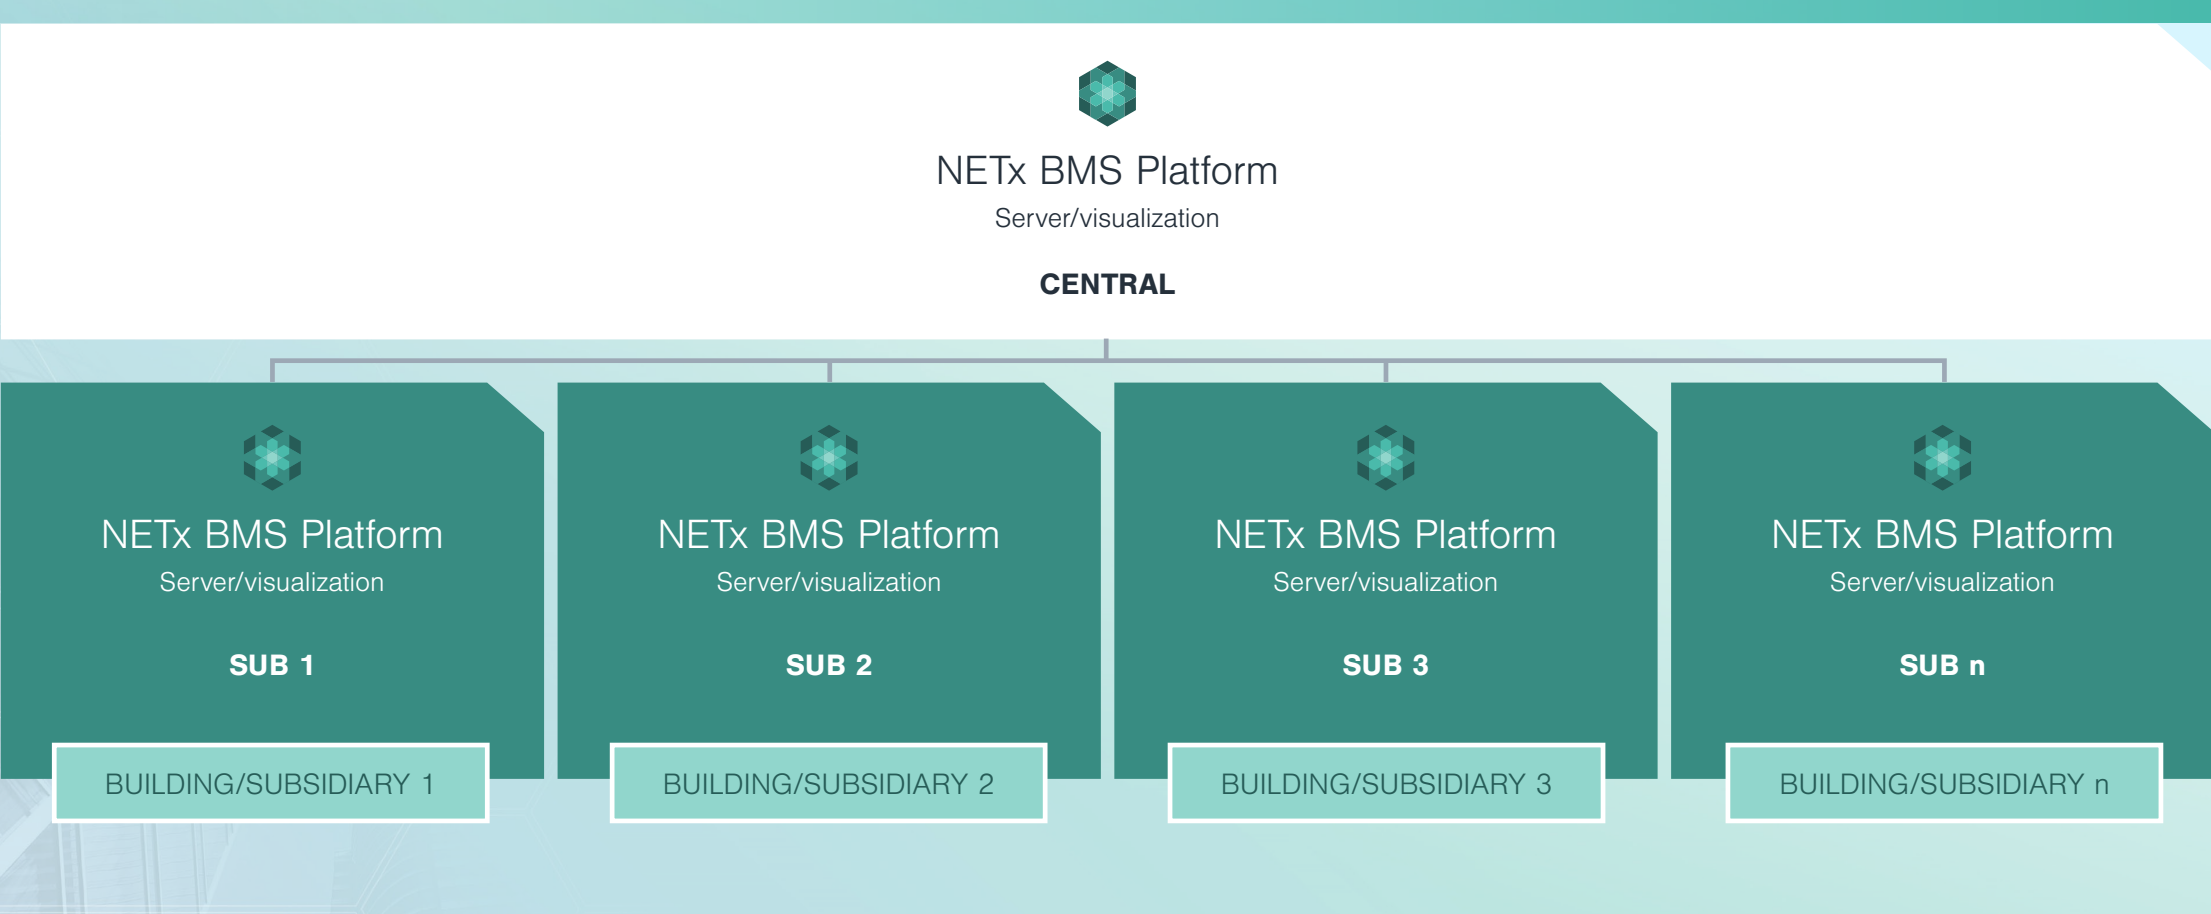 NETx BMS Platform
Server/visualization
CENTRAL
NETx BMS Platform
Server/visualization
SUB 1
BUILDING/SUBSIDIARY 1
NETx BMS Platform
Server/visualization
SUB 2
BUILDING/SUBSIDIARY 2
NETx BMS Platform
Server/visualization
SUB 3
BUILDING/SUBSIDIARY 3
NETx BMS Platform
Server/visualization
SUB n
BUILDING/SUBSIDIARY n